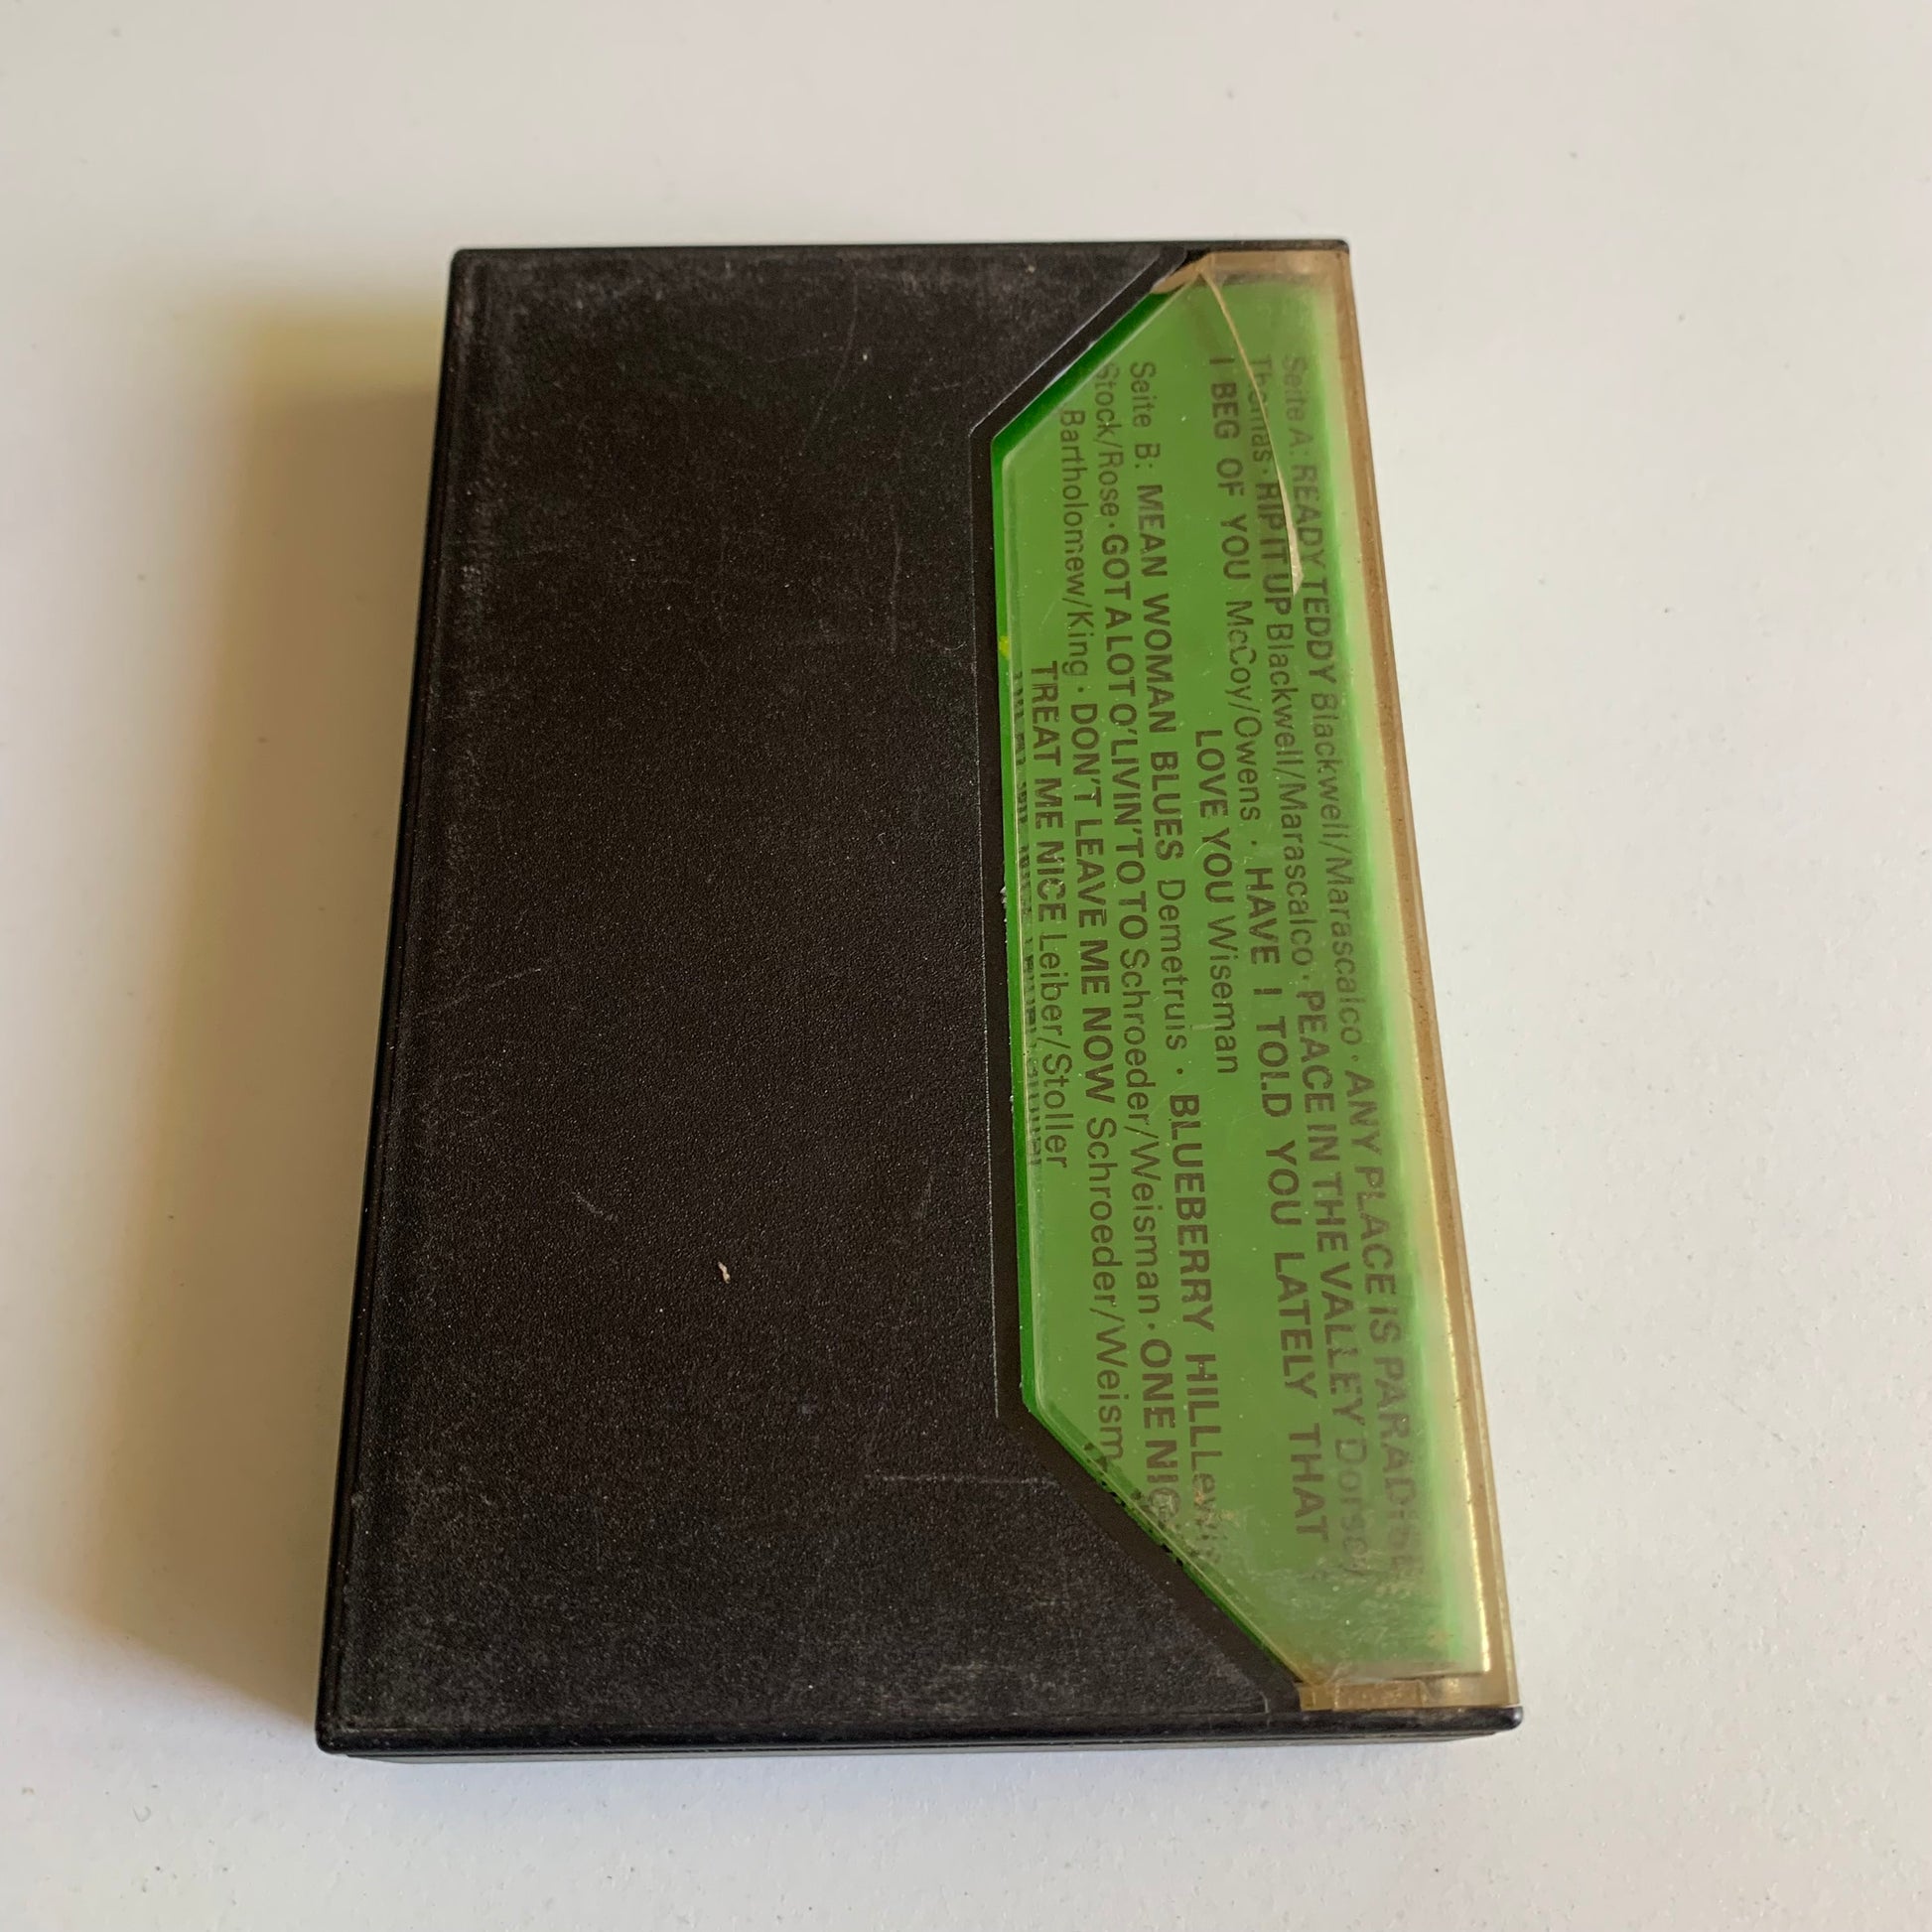 Seite A: READY TEDDY Blackwell/Marascalco · ANY PLACE IS PARADISE
Thomas · RIP IT UP Blackwell/Marascalco · PEACE IN THE VALLEY Dorsey
I BEG OF YOU McCoy/Owens · HAVE I TOLD YOU LATELY THAT
LOVE YOU Wiseman
Seite B: MEAN WOMAN BLUES Demetruis · BLUEBERRY HILL Lewis
Stock/Rose · GOT A LOT O'LIVIN' TO TO Schroeder/Weisman · ONE NIG
Bartholomew/King · DON'T LEAVE ME NOW Schroeder/Weism
TREAT ME NICE Leiber/Stoller